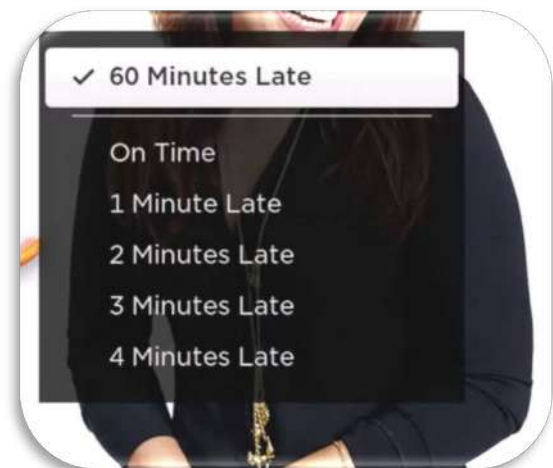 ✓ 60 Minutes Late
On Time
1 Minute Late
2 Minutes Late
3 Minutes Late
4 Minutes Late